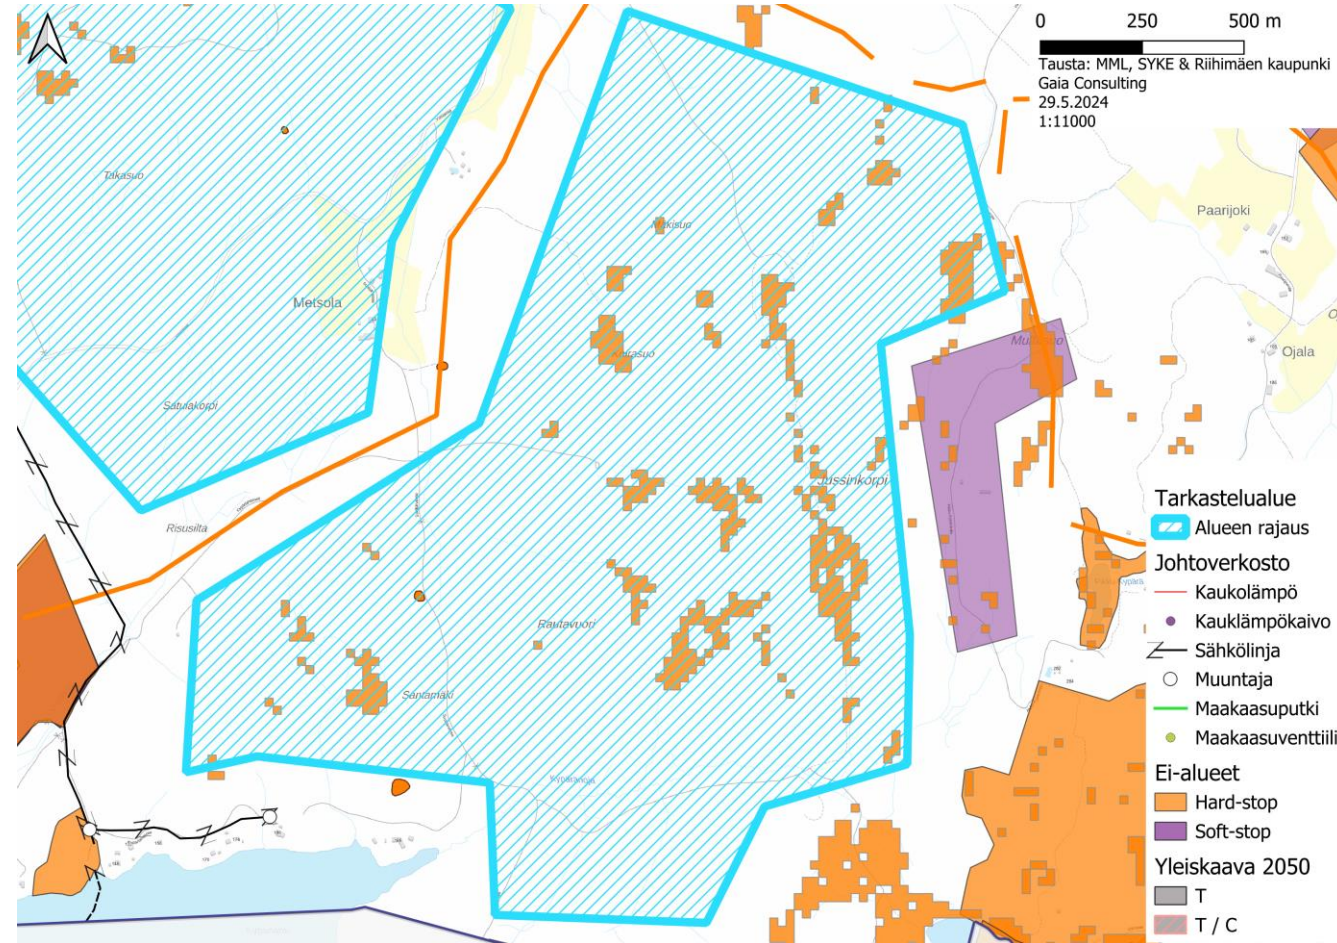 0 250 500 m
Tausta: MML, SYKE & Riihimäen kaupunki
Gaia Consulting
29.5.2024
1:11000
Takasuo
Paarijoki
Metsola
Ojala
Satulakorpi
Jussinkorpi
Risusilta
Rautavuori
Santamäki
Tarkastelualue
Alueen rajaus
Johtoverkosto
Kaukolämpö
Kauklämpökaivo
Sähkölinja
Muuntaja
Maakaasuputki
Maakaasuventtiili
Ei-alueet
Hard-stop
Soft-stop
Yleiskaava 2050
T
T / C